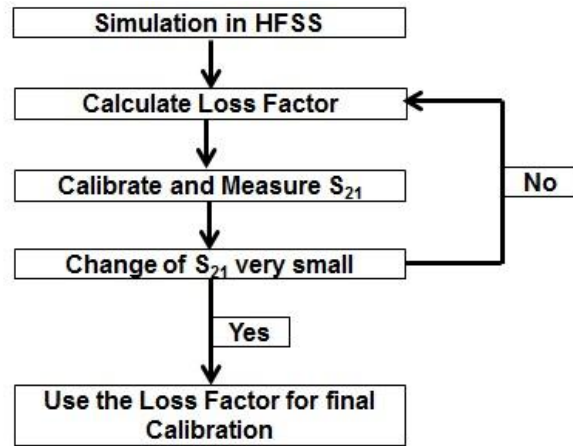 Simulation in HFSS
Calculate Loss Factor
Calibrate and Measure S₂₁
No
Change of S₂₁ very small
Yes
Use the Loss Factor for final
Calibration